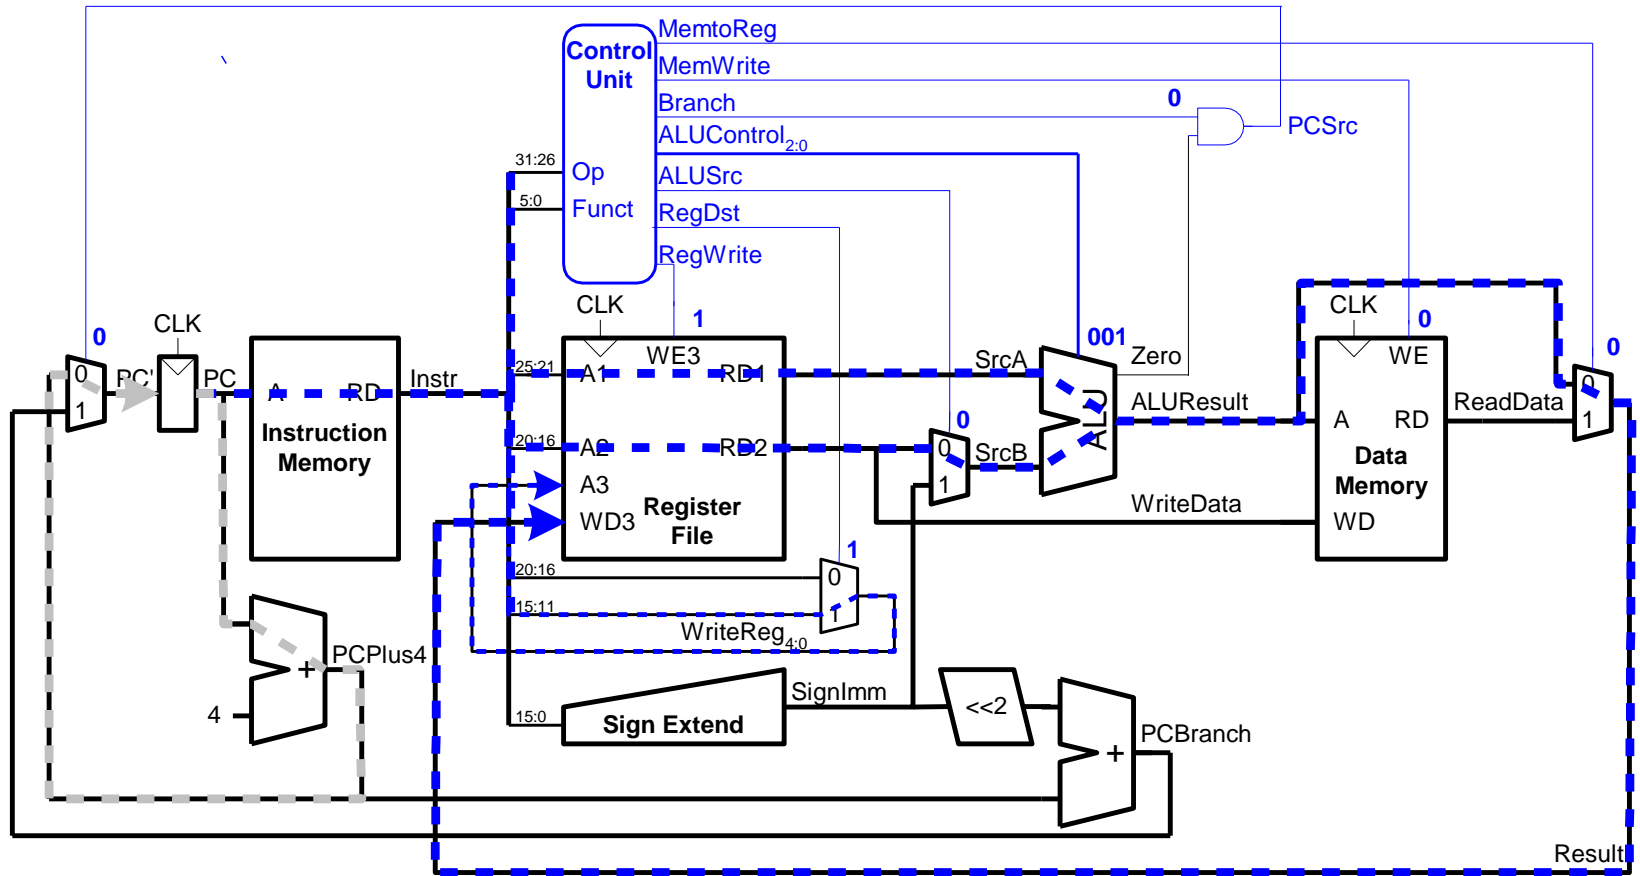 MemtoReg
Control
Unit
MemWrite
Branch
0
ALUControl2:0
PCSrc
31:26
Op
ALUSrc
5:0
Funct
RegDst
RegWrite
CLK
CLK
CLK
0
1
001
0
0
WE3
WE
SrcA
Zero
0
PC'
PC
A
RD
Instr
25:21
A1
RD1
0
1
ALU
ALUResult
A
RD
ReadData
1
Instruction
Memory
20:16
A2
RD2
0
0
SrcB
1
Data
Memory
A3
Register
File
WD3
WriteData
WD
1
20:16
0
15:11
1
WriteReg4:0
PCPlus4
+
4
SignImm
15:0
Sign Extend
<<2
PCBranch
+
Result